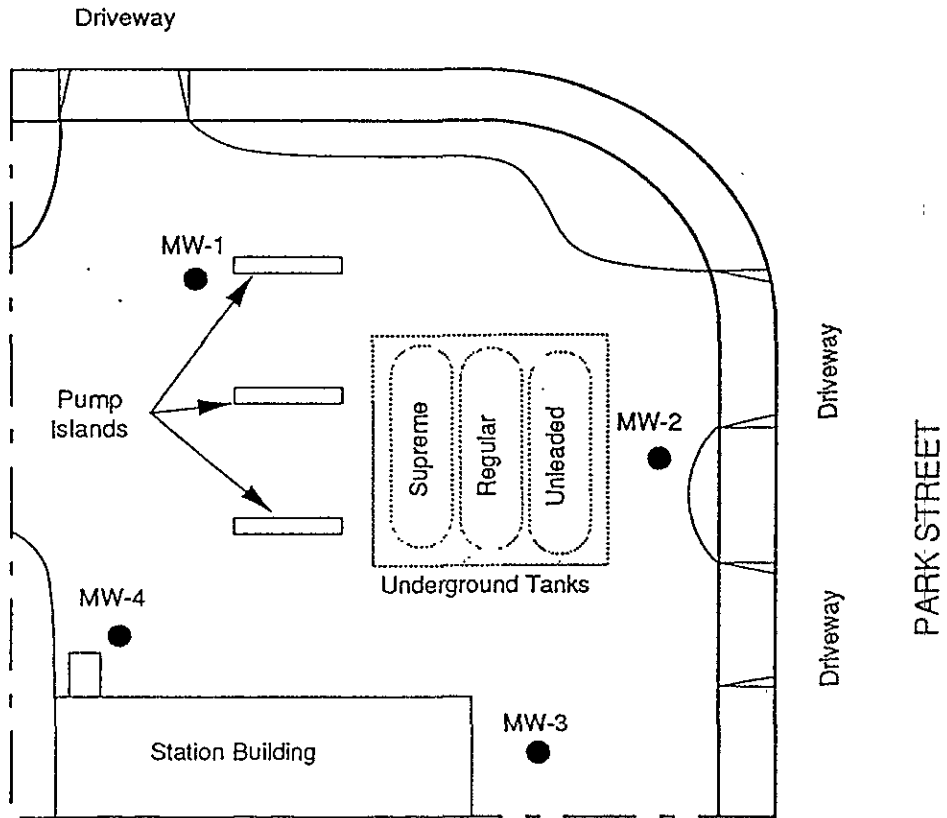 Driveway
MW-1
Pump
Islands
Supreme
Regular
Unleaded
MW-2
Driveway
PARK STREET
Underground Tanks
MW-4
Driveway
MW-3
Station Building